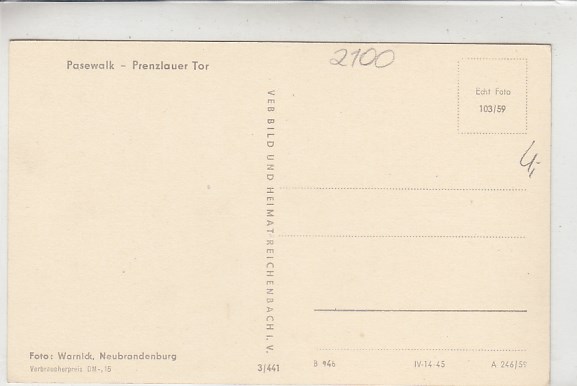 Pasewalk – Prenzlauer Tor
2100
Echt Foto
103/59
4,-
VEB BILD UND HEIMAT REICHENBACH I. V.
Foto: Warnick, Neubrandenburg
Verbraucherpreis DM -,15
3/441
B 946
IV-14-45
A 246/59